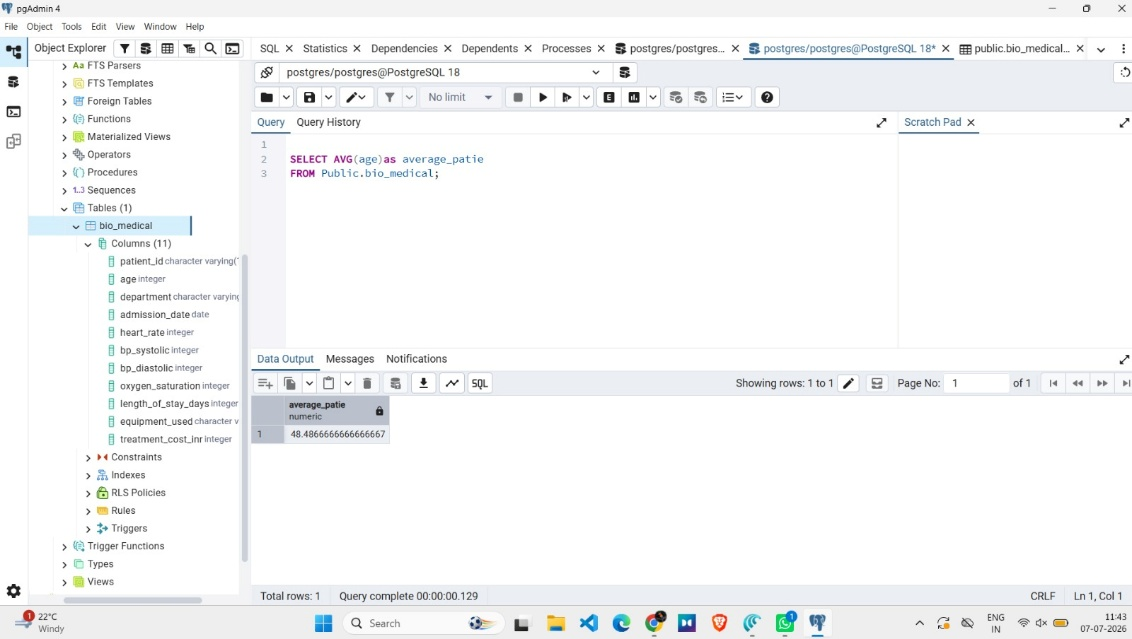 pgAdmin 4
File Object Tools Edit View Window Help
Object Explorer
SQL Statistics Dependencies Dependents Processes postgres/postgres... postgres/postgres@PostgreSQL 18* public.bio_medical...
postgres/postgres@PostgreSQL 18
No limit
Query Query History
Scratch Pad
1
2 SELECT AVG(age)as average_patie
3 FROM Public.bio_medical;
FTS Parsers
FTS Templates
Foreign Tables
Functions
Materialized Views
Operators
Procedures
Sequences
Tables (1)
bio_medical
Columns (11)
patient_id character varying(
age integer
department character varying
admission_date date
heart_rate integer
bp_systolic integer
bp_diastolic integer
oxygen_saturation integer
length_of_stay_days integer
equipment_used character v
treatment_cost_inr integer
Constraints
Indexes
RLS Policies
Rules
Triggers
Trigger Functions
Types
Views
Data Output Messages Notifications
SQL
Showing rows: 1 to 1
Page No: 1 of 1
average_patie
numeric
1 48.4866666666666667
Total rows: 1 Query complete 00:00:00.129
CRLF Ln 1, Col 1
1
22°C
Windy
Search
1
ENG
IN
11:43
07-07-2026